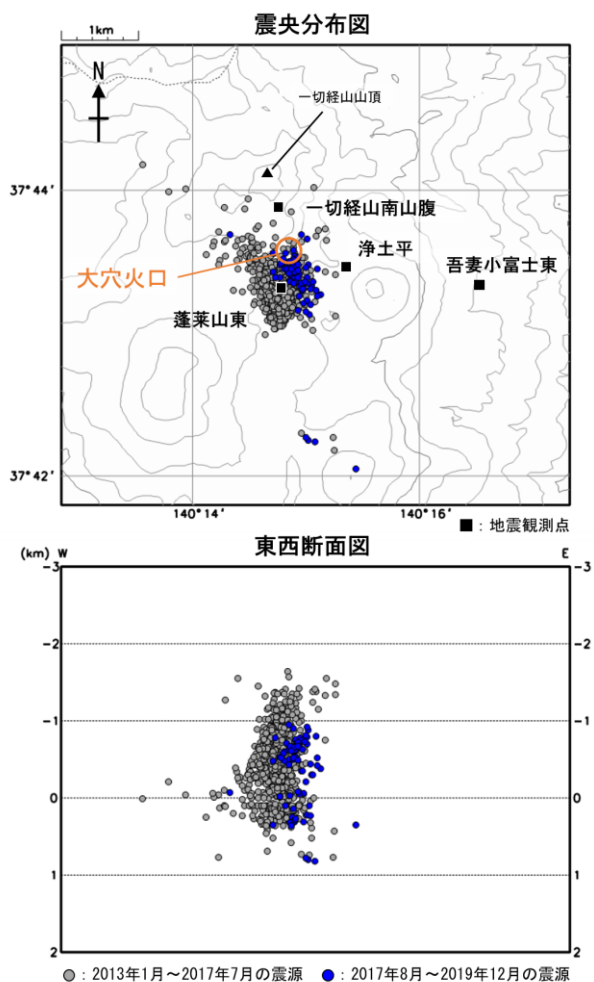 震央分布図
1km
N
一切経山山頂
37°44′
一切経山南山腹
浄土平
吾妻小富士東
大穴火口
蓬莱山東
37°42′
140°14′
140°16′
■：地震観測点
東西断面図
(km) W
E
-3
-3
-2
-2
-1
-1
0
0
1
1
2
2
：2013年1月～2017年7月の震源
：2017年8月～2019年12月の震源